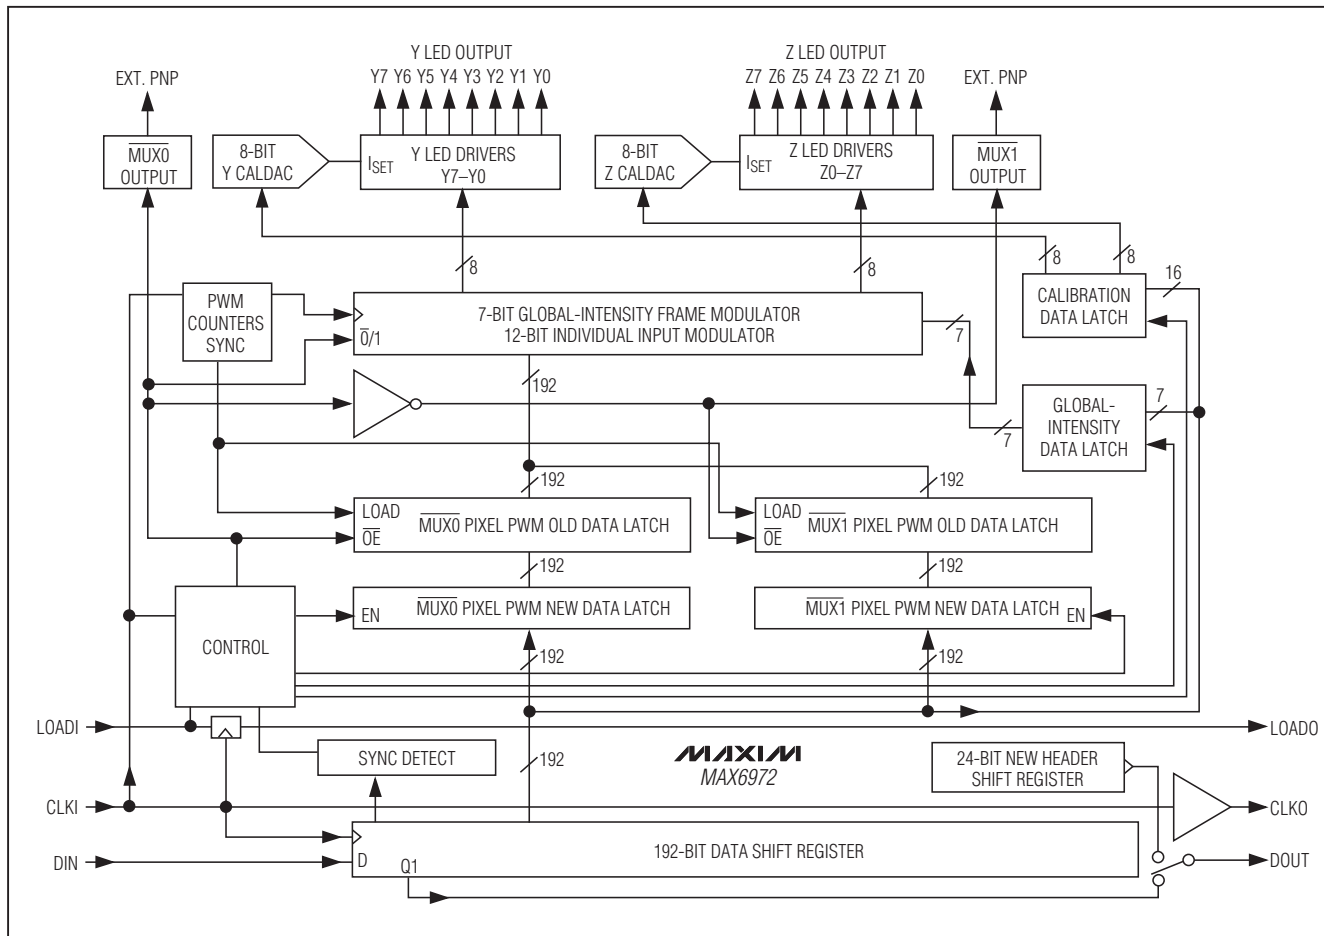 Y LED OUTPUT
Z LED OUTPUT
EXT. PNP
Y7 Y6 Y5 Y4 Y3 Y2 Y1 Y0
Z7 Z6 Z5 Z4 Z3 Z2 Z1 Z0
EXT. PNP
MUX0
OUTPUT
8-BIT
Y CALDAC
ISET
Y LED DRIVERS
Y7–Y0
8-BIT
Z CALDAC
ISET
Z LED DRIVERS
Z0–Z7
MUX1
OUTPUT
8
8
8
8
16
PWM
COUNTERS
SYNC
0/1
7-BIT GLOBAL-INTENSITY FRAME MODULATOR
12-BIT INDIVIDUAL INPUT MODULATOR
7
CALIBRATION
DATA LATCH
192
7
GLOBAL-
INTENSITY
DATA LATCH
7
192
192
LOAD
OE
MUX0 PIXEL PWM OLD DATA LATCH
LOAD
OE
MUX1 PIXEL PWM OLD DATA LATCH
192
192
EN
MUX0 PIXEL PWM NEW DATA LATCH
MUX1 PIXEL PWM NEW DATA LATCH
EN
CONTROL
192
192
LOADI
LOADO
SYNC DETECT
192
MAXIM
MAX6972
24-BIT NEW HEADER
SHIFT REGISTER
CLKI
CLKO
DIN
D
Q1
192-BIT DATA SHIFT REGISTER
DOUT